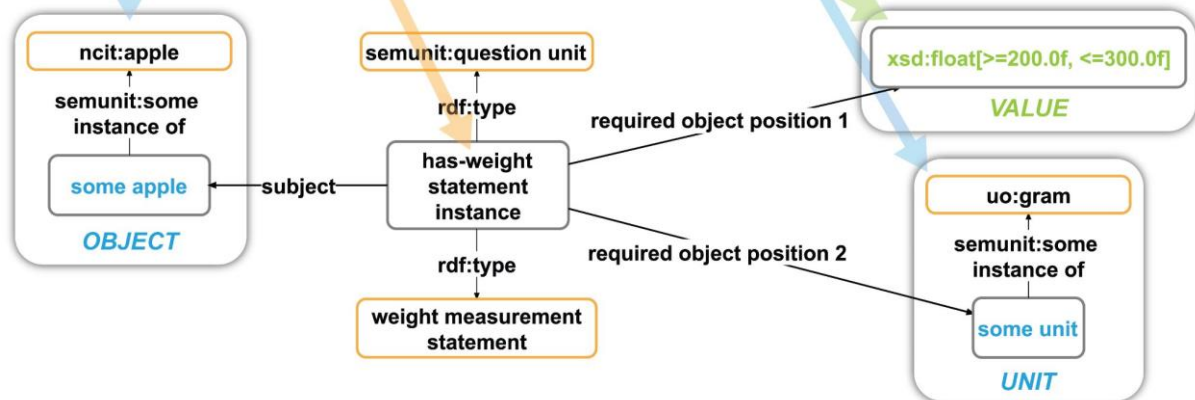 ncit:apple
semunit:some
instance of
some apple
OBJECT
subject
semunit:question unit
rdf:type
has-weight
statement
instance
rdf:type
weight measurement
statement
required object position 1
required object position 2
xsd:float[>=200.0f, <=300.0f]
VALUE
uo:gram
semunit:some
instance of
some unit
UNIT